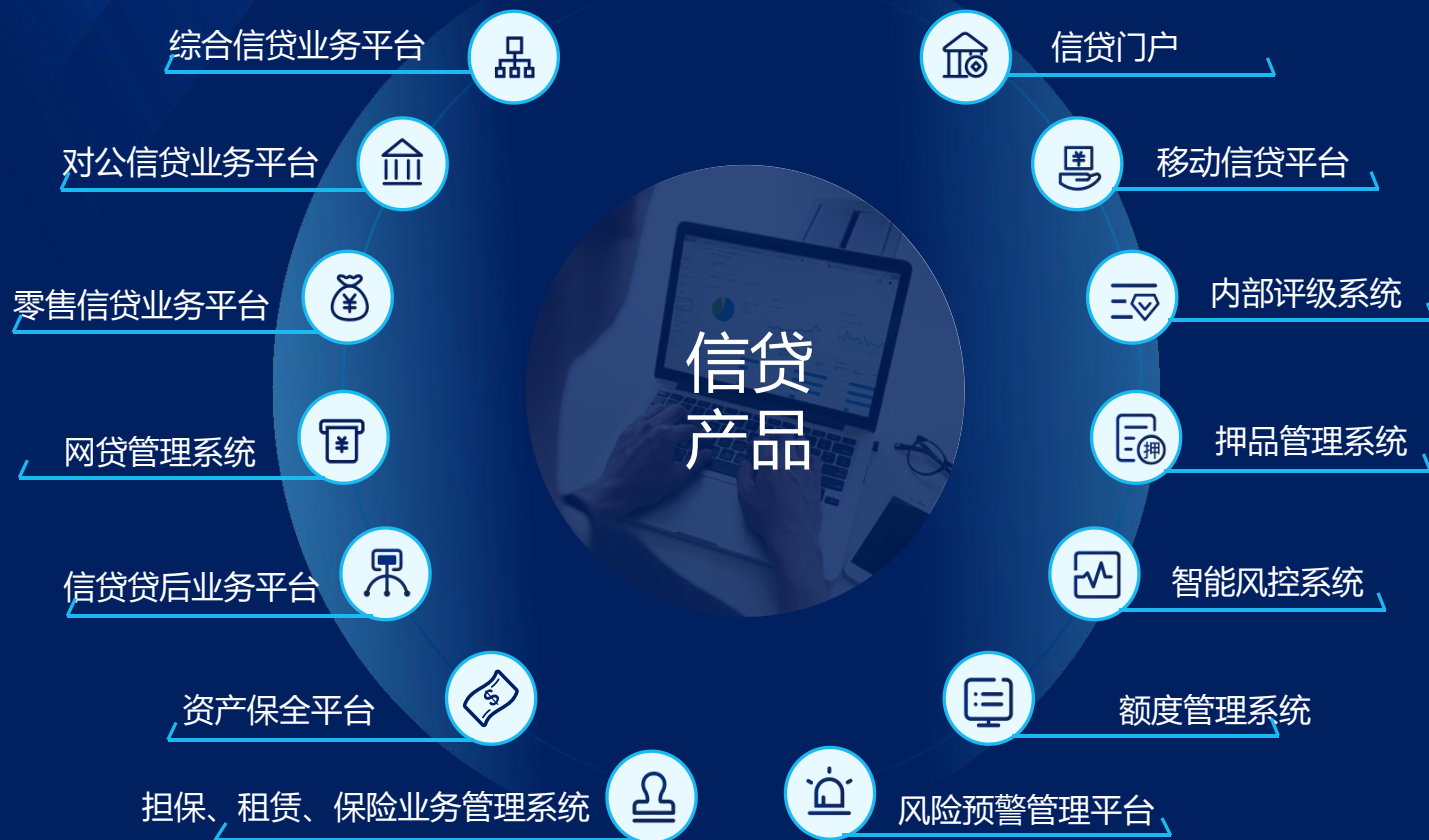 综合信贷业务平台
信贷门户
对公信贷业务平台
移动信贷平台
零售信贷业务平台
内部评级系统
信贷
产品
网贷管理系统
押品管理系统
押
信贷贷后业务平台
智能风控系统
资产保全平台
额度管理系统
担保、租赁、保险业务管理系统
风险预警管理平台